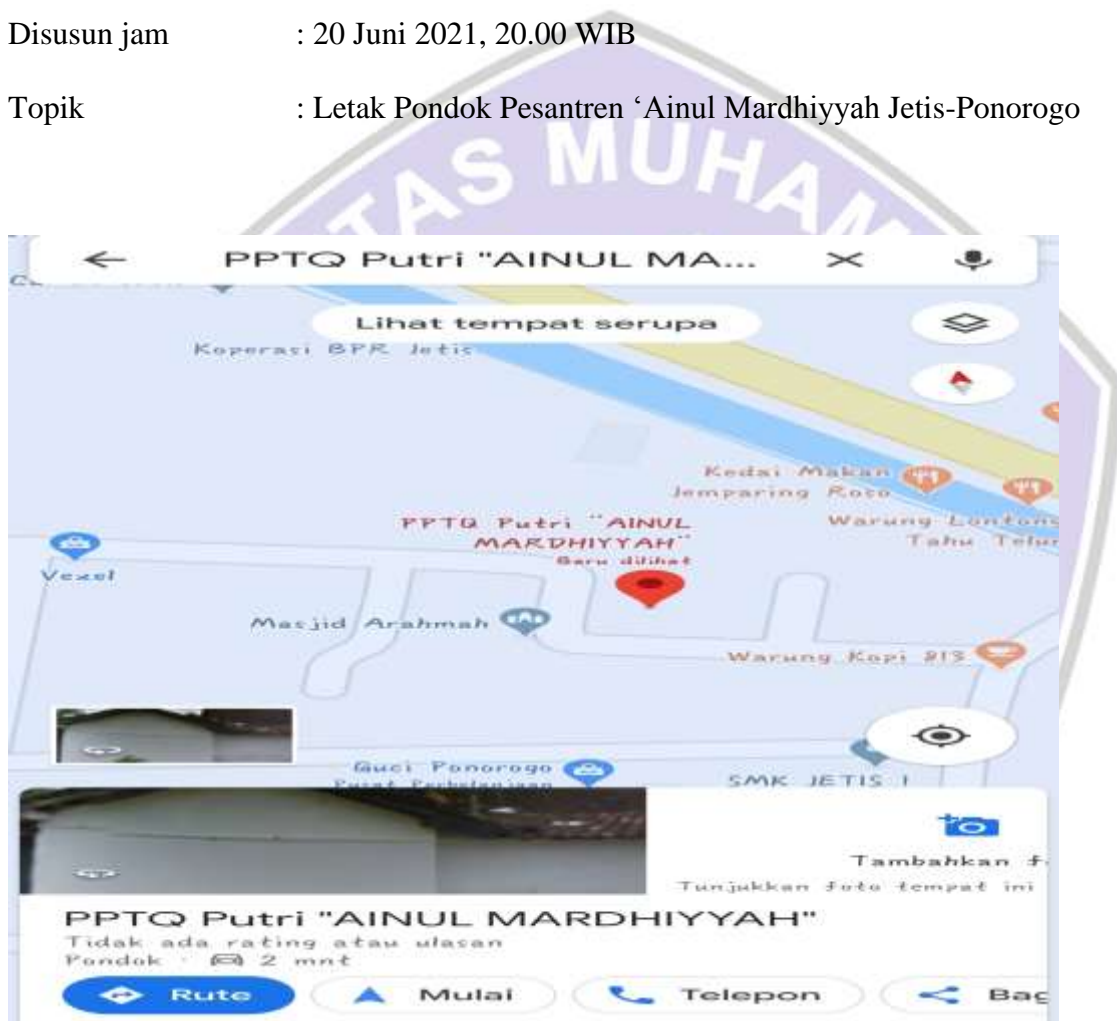 Disusun jam : 20 Juni 2021, 20.00 WIB
Topik : Letak Pondok Pesantren ‘Ainul Mardhiyyah Jetis-Ponorogo
TAS MUHAM
PPTQ Putri "AINUL MA...
Lihat tempat serupa
Koperasi BPR Jetis
Kedai Makan
Jemparing Roso
PPTQ Putri "AINUL
MARDHIYYAH"
Baru dilihat
Warung Lontong
Tahu Telur
Vexel
Masjid Arahmah
Warung Kopi 813
Guci Ponorogo
Pusat Perbelanjaan
SMK JETIS 1
Tambahkan f
Tunjukkan foto tempat ini
PPTQ Putri "AINUL MARDHIYYAH"
Tidak ada rating atau ulasan
Pondok · 2 mnt
Rute
Mulai
Telepon
Bag